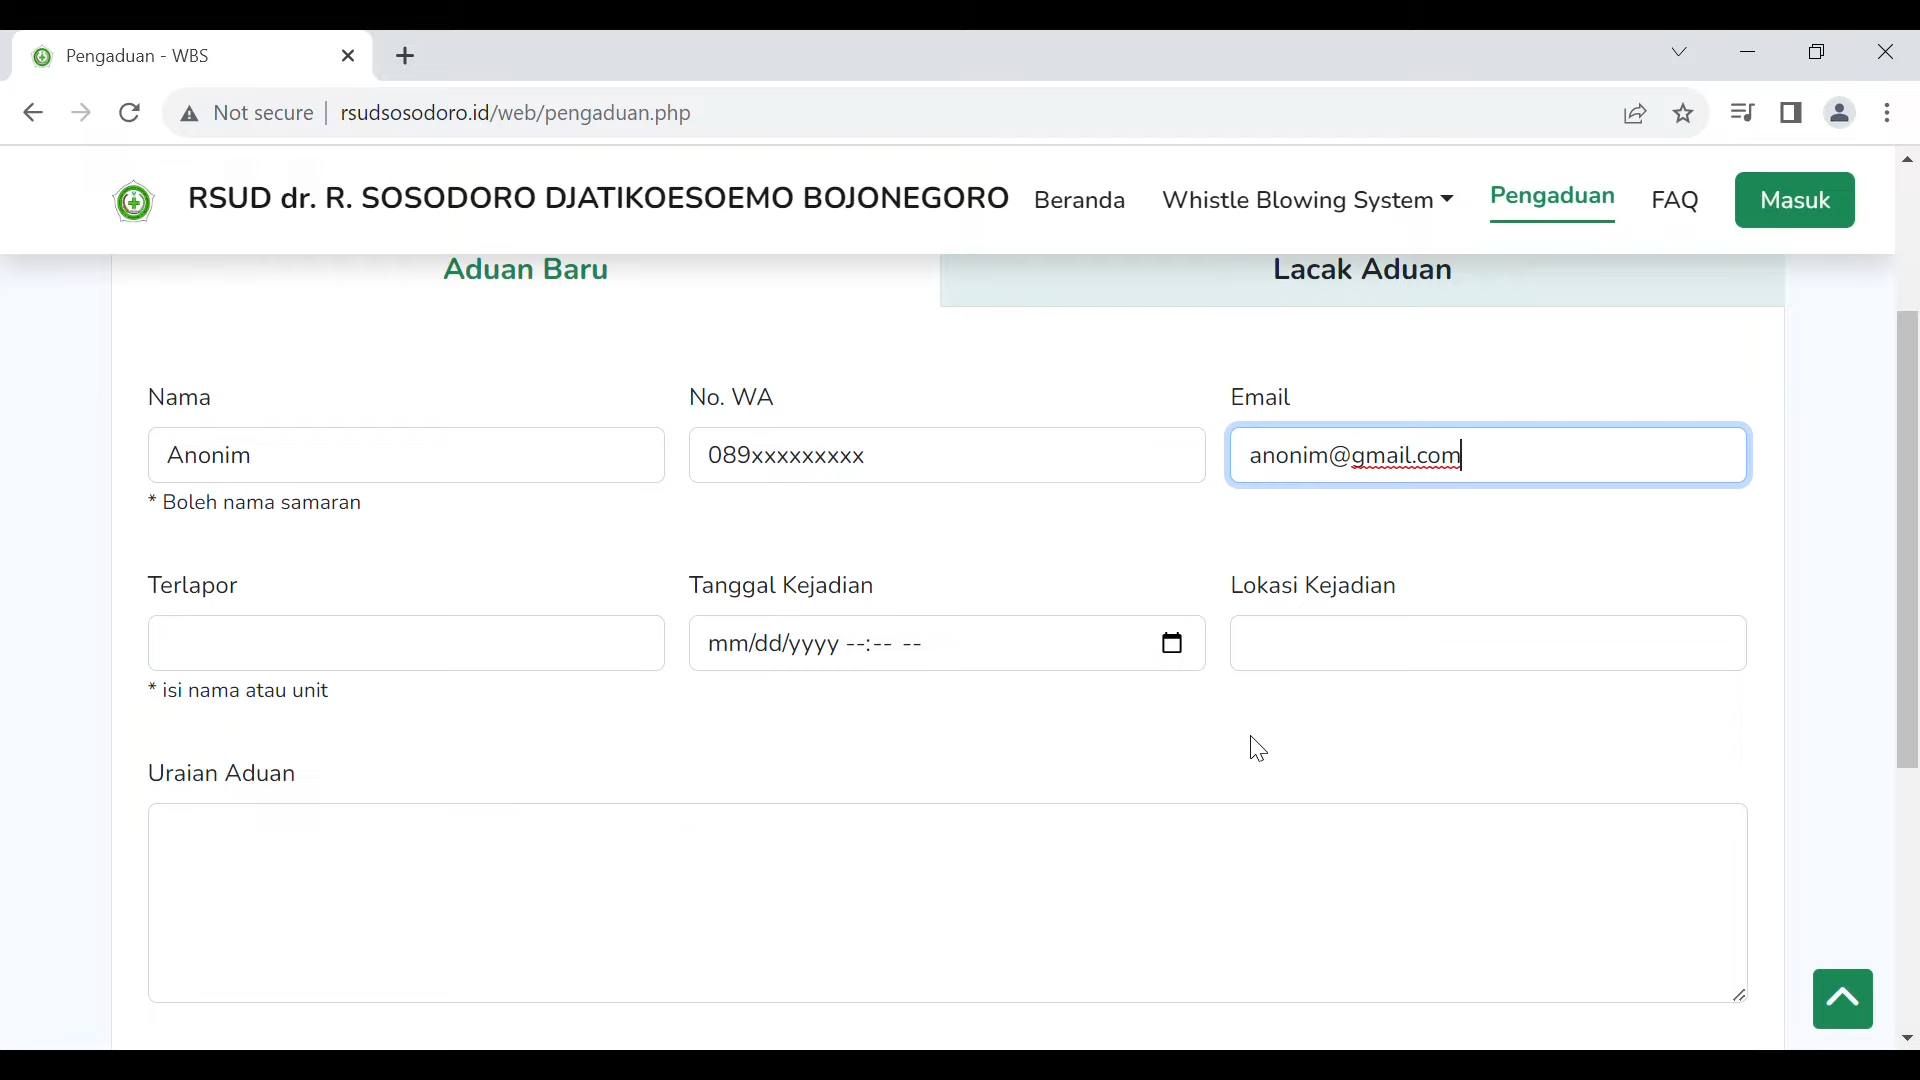 Pengaduan - WBS
Not secure | rsudsosodoro.id/web/pengaduan.php
RSUD dr. R. SOSODORO DJATIKOESOEMO BOJONEGORO Beranda Whistle Blowing System Pengaduan FAQ Masuk
Aduan Baru Lacak Aduan
Nama No. WA Email
Anonim 089xxxxxxxxx anonim@gmail.com
* Boleh nama samaran
Terlapor Tanggal Kejadian Lokasi Kejadian
mm/dd/yyyy --:-- --
* isi nama atau unit
Uraian Aduan